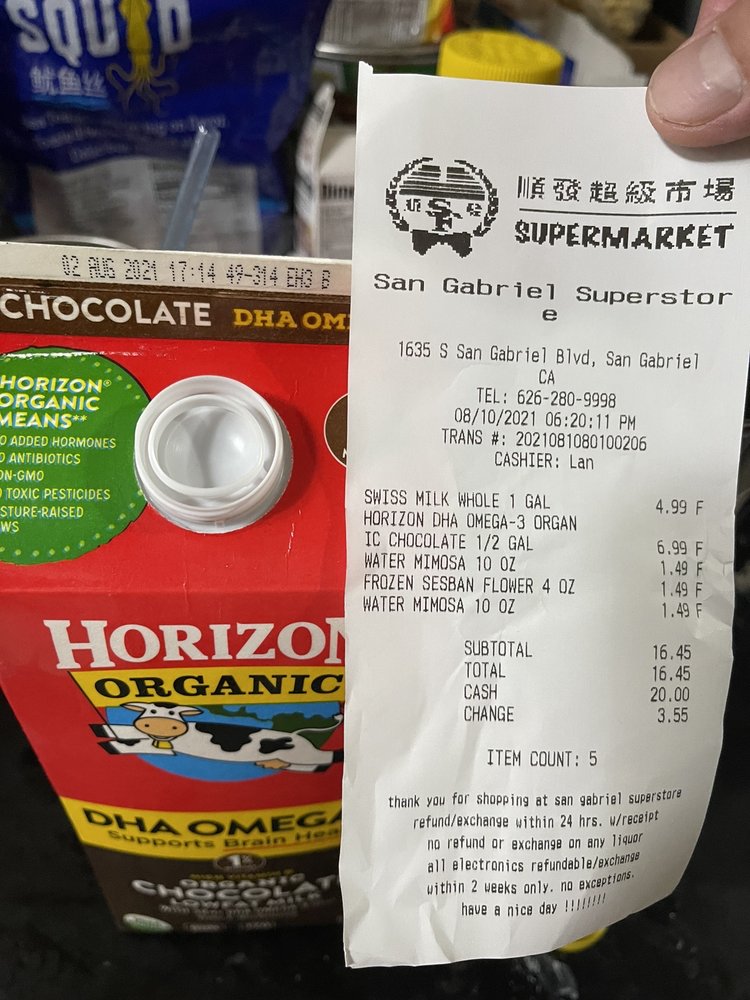 SQUID
鱿鱼丝
02 AUG 2021 17:14 49-314 EHS B
CHOCOLATE DHA OM
HORIZON®
ORGANIC
MEANS**
O ADDED HORMONES
O ANTIBIOTICS
ON-GMO
TOXIC PESTICIDES
STURE-RAISED
WS
HORIZO
ORGANIC
DHA OMEGA
Supports Brain Hea
1%
ORGANIC
CHOCOLAT
LOWFAT MILK
順發超級市場
SUPERMARKET
San Gabriel Superstor
e
1635 S San Gabriel Blvd, San Gabriel
CA
TEL: 626-280-9998
08/10/2021 06:20:11 PM
TRANS #: 2021081080100206
CASHIER: Lan
SWISS MILK WHOLE 1 GAL 4.99 F
HORIZON DHA OMEGA-3 ORGAN
IC CHOCOLATE 1/2 GAL 6.99 F
WATER MIMOSA 10 OZ 1.49 F
FROZEN SESBAN FLOWER 4 OZ 1.49 F
WATER MIMOSA 10 OZ 1.49 F
SUBTOTAL 16.45
TOTAL 16.45
CASH 20.00
CHANGE 3.55
ITEM COUNT: 5
thank you for shopping at san gabriel superstore
refund/exchange within 24 hrs. w/receipt
no refund or exchange on any liquor
all electronics refundable/exchange
within 2 weeks only. no exceptions.
have a nice day !!!!!!!!